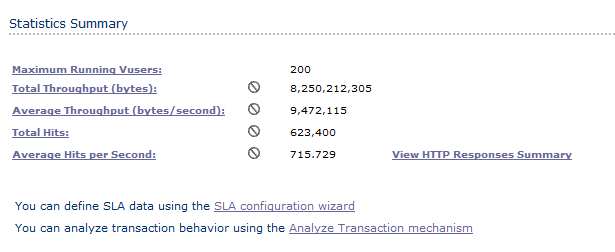 Statistics Summary
Maximum Running Vusers: 200
Total Throughput (bytes): 8,250,212,305
Average Throughput (bytes/second): 9,472,115
Total Hits: 623,400
Average Hits per Second: 715.729 View HTTP Responses Summary
You can define SLA data using the SLA configuration wizard
You can analyze transaction behavior using the Analyze Transaction mechanism